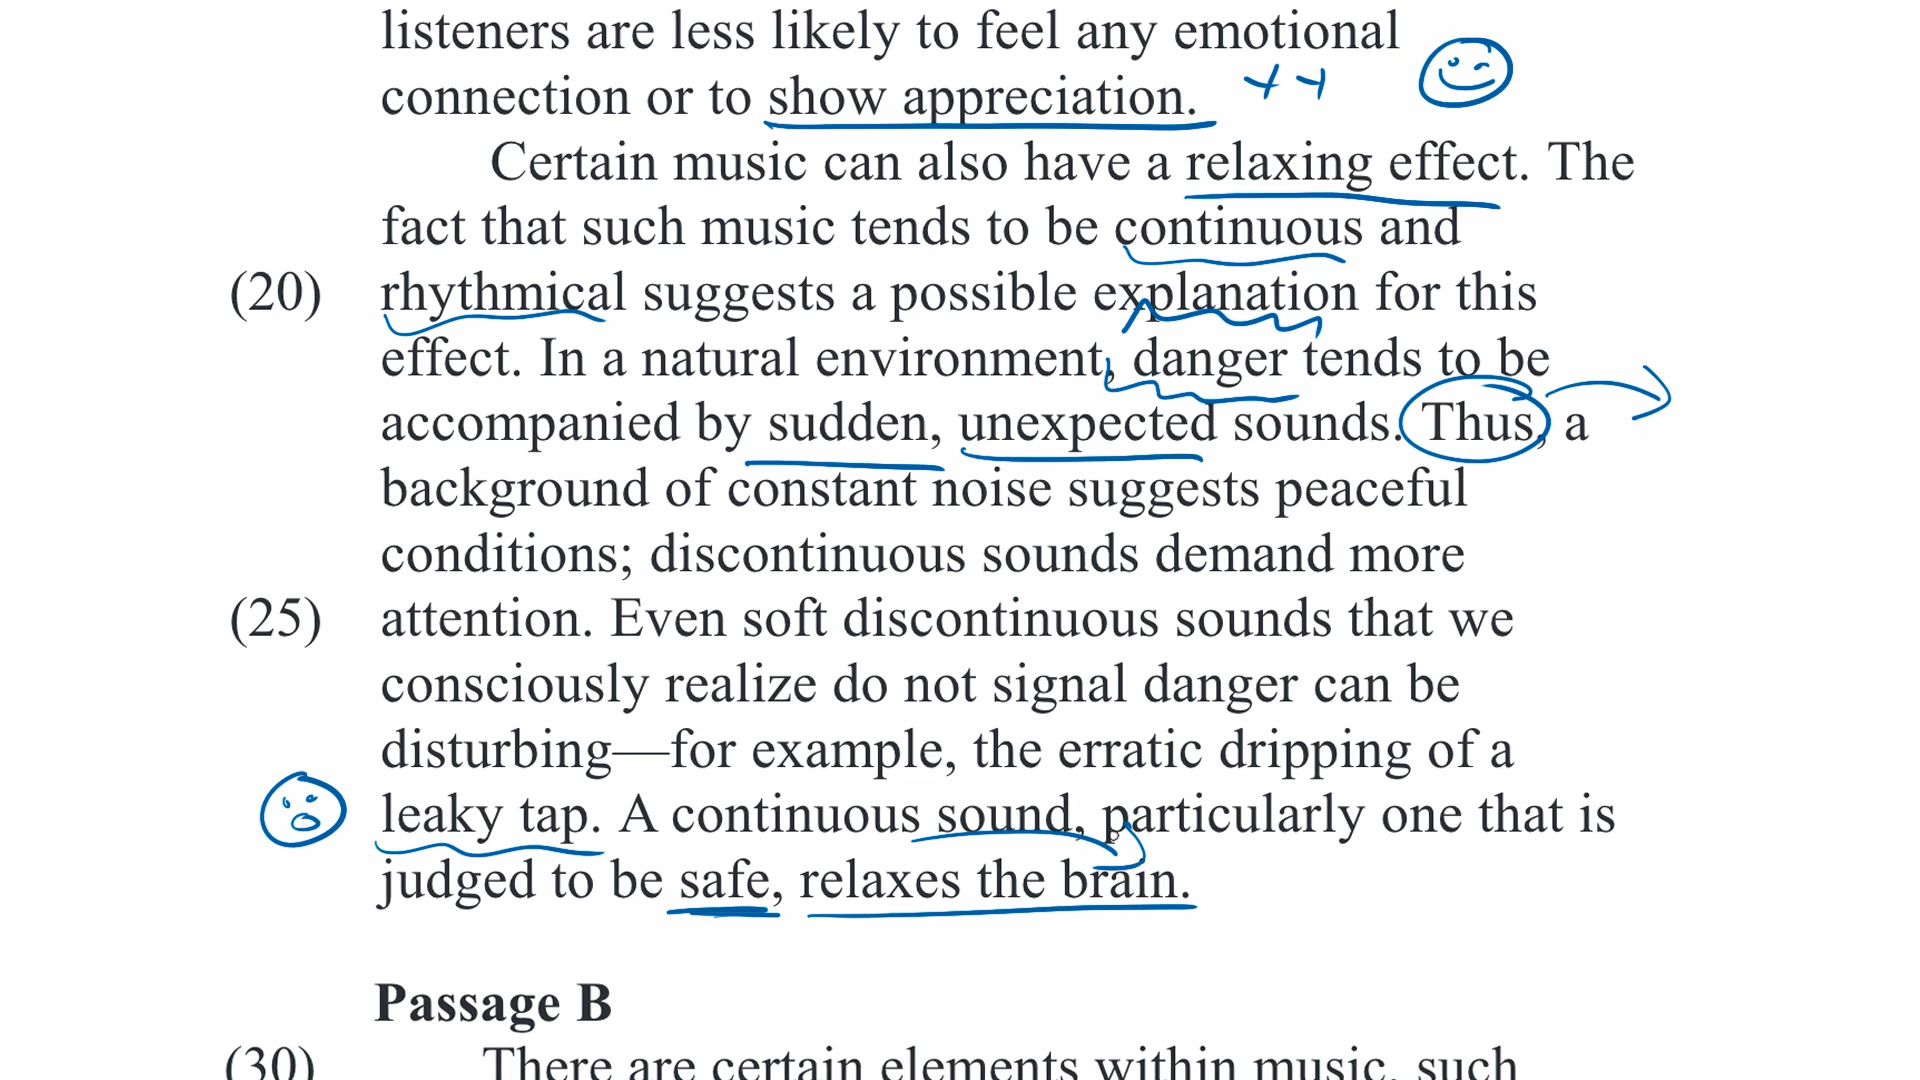 listeners are less likely to feel any emotional
connection or to show appreciation. + +
Certain music can also have a relaxing effect. The
fact that such music tends to be continuous and
(20) rhythmical suggests a possible explanation for this
effect. In a natural environment, danger tends to be
accompanied by sudden, unexpected sounds. Thus, a
background of constant noise suggests peaceful
conditions; discontinuous sounds demand more
(25) attention. Even soft discontinuous sounds that we
consciously realize do not signal danger can be
disturbing—for example, the erratic dripping of a
leaky tap. A continuous sound, particularly one that is
judged to be safe, relaxes the brain.
Passage B
(30) There are certain elements within music, such